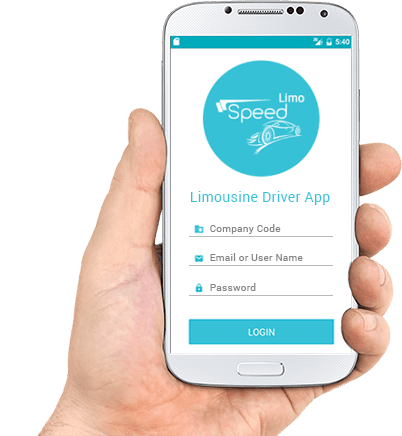 5:40
Limo
Speed
Limousine Driver App
Company Code
Email or User Name
Password
LOGIN